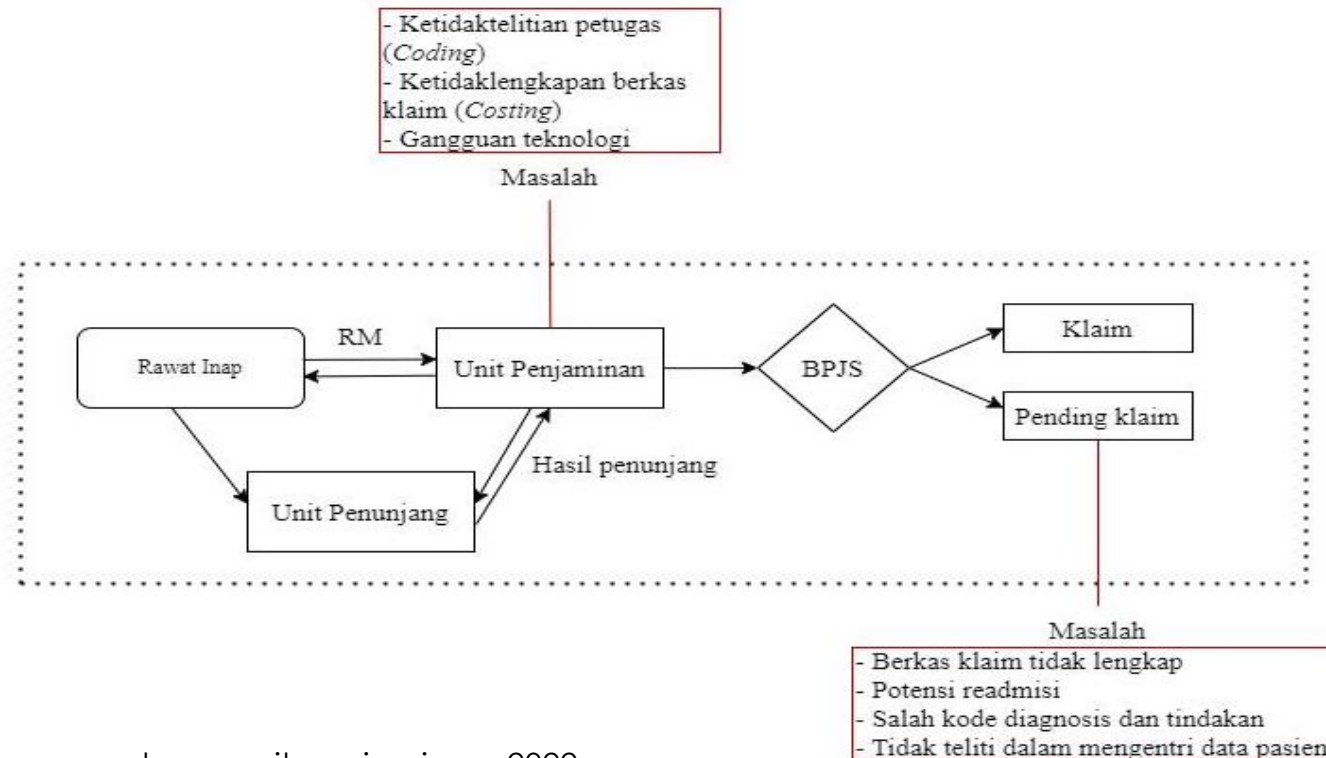 - Ketidaktelitian petugas
(Coding)
- Ketidaklengkapan berkas
klaim (Costing)
- Gangguan teknologi
Masalah
RM
Rawat Inap
Unit Penjaminan
BPJS
Klaim
Pending klaim
Hasil penunjang
Unit Penunjang
Masalah
- Berkas klaim tidak lengkap
- Potensi readmisi
- Salah kode diagnosis dan tindakan
- Tidak teliti dalam mengentri data pasien
2022